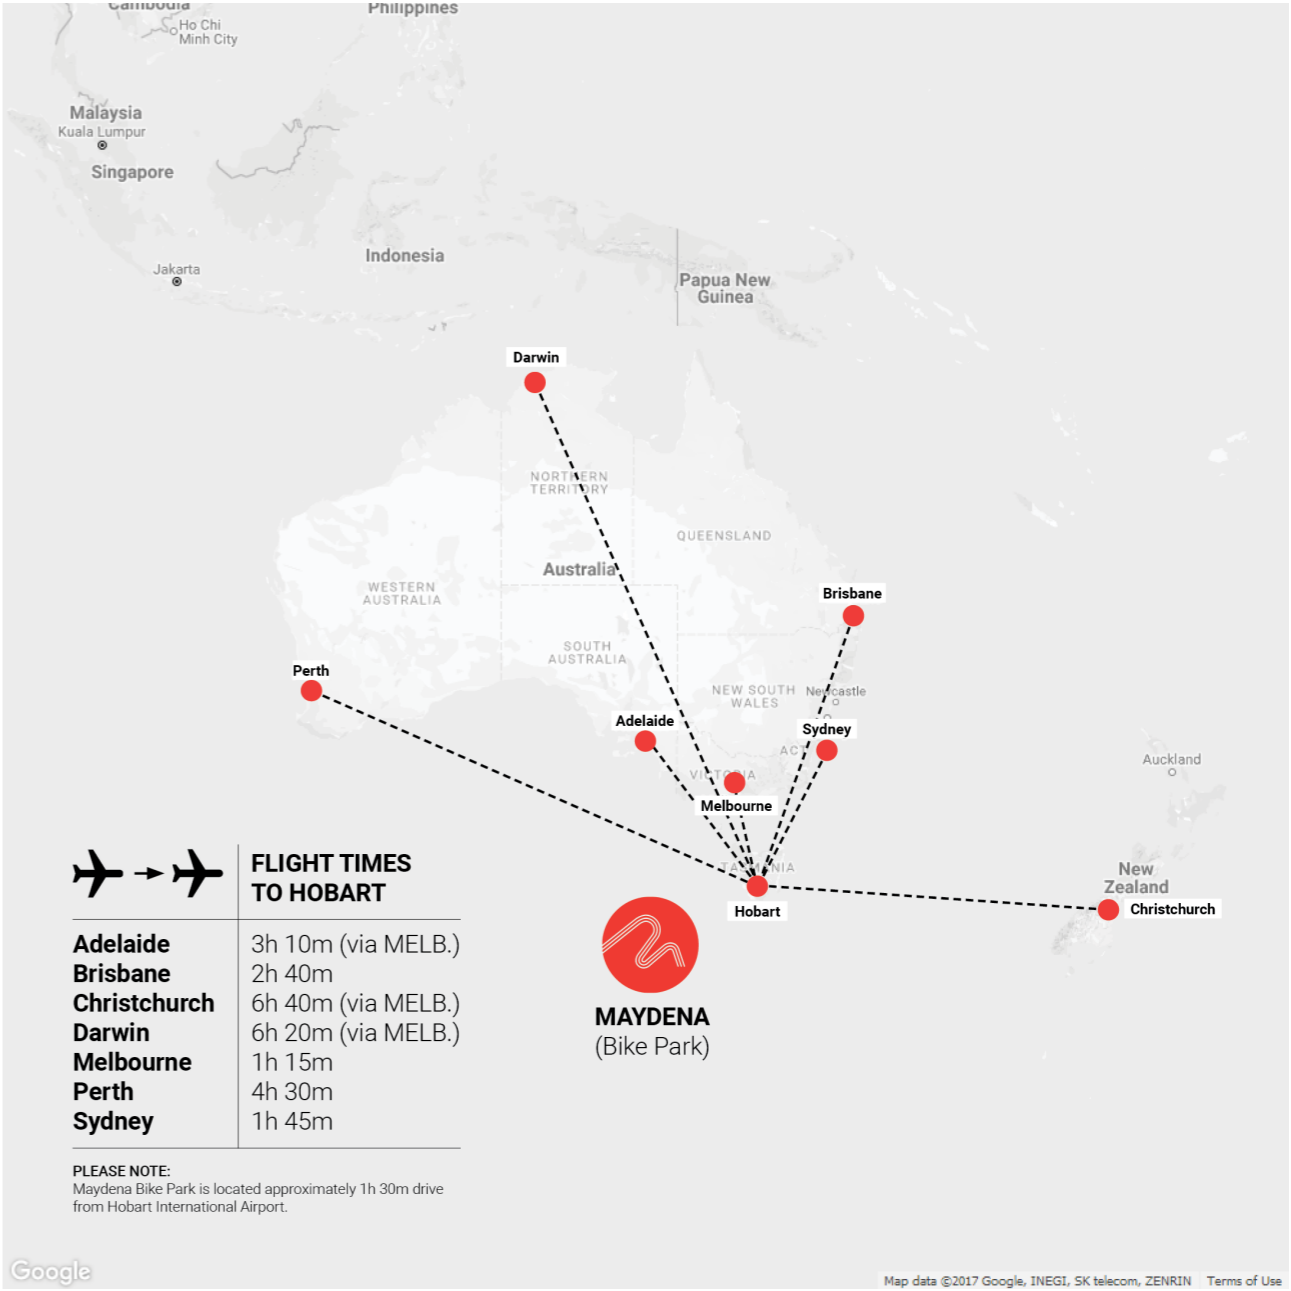 Cambodia
Philippines
Ho Chi
Minh City
Malaysia
Kuala Lumpur
Singapore
Indonesia
Jakarta
Papua New
Guinea
Darwin
NORTHERN
TERRITORY
QUEENSLAND
Australia
WESTERN
AUSTRALIA
Brisbane
SOUTH
AUSTRALIA
Perth
NEW SOUTH
WALES
Newcastle
Adelaide
Sydney
ACT
VICTORIA
Melbourne
Auckland
TASMANIA
Hobart
New
Zealand
Christchurch
FLIGHT TIMES
TO HOBART
Adelaide 3h 10m (via MELB.)
Brisbane 2h 40m
Christchurch 6h 40m (via MELB.)
Darwin 6h 20m (via MELB.)
Melbourne 1h 15m
Perth 4h 30m
Sydney 1h 45m
MAYDENA
(Bike Park)
PLEASE NOTE:
Maydena Bike Park is located approximately 1h 30m drive
from Hobart International Airport.
Google
Map data ©2017 Google, INEGI, SK telecom, ZENRIN Terms of Use